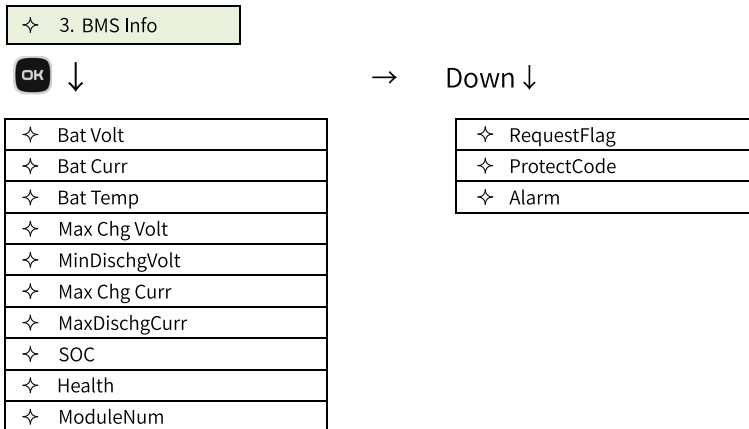 ✧ 3. BMS Info
OK ↓ → Down ↓
✧ Bat Volt
✧ Bat Curr
✧ Bat Temp
✧ Max Chg Volt
✧ MinDischgVolt
✧ Max Chg Curr
✧ MaxDischgCurr
✧ SOC
✧ Health
✧ ModuleNum
✧ RequestFlag
✧ ProtectCode
✧ Alarm